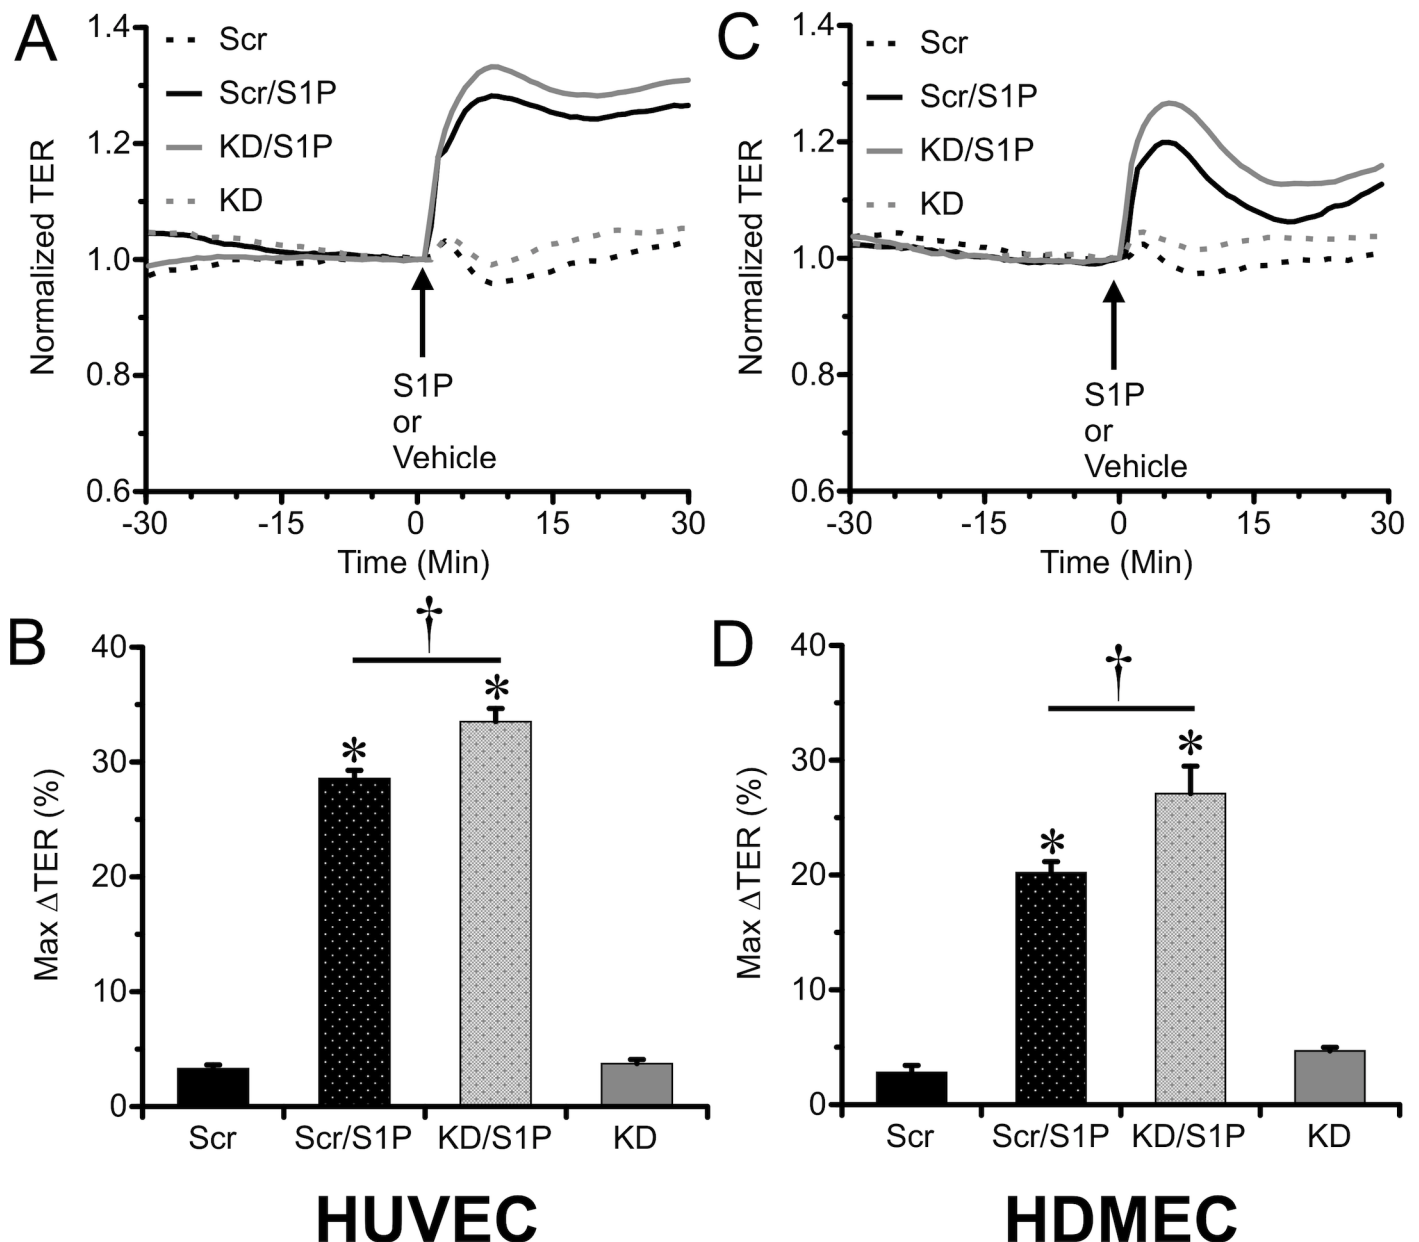 A
1.4
1.2
1.0
0.8
0.6
Normalized TER
Scr
Scr/S1P
KD/S1P
KD
S1P
or
Vehicle
-30 -15 0 15 30
Time (Min)
C
1.4
1.2
1.0
0.8
0.6
Normalized TER
Scr
Scr/S1P
KD/S1P
KD
S1P
or
Vehicle
-30 -15 0 15 30
Time (Min)
B
40
30
20
10
0
Max ΔTER (%)
†
* *
Scr Scr/S1P KD/S1P KD
HUVEC
D
40
30
20
10
0
Max ΔTER (%)
†
* *
Scr Scr/S1P KD/S1P KD
HDMEC